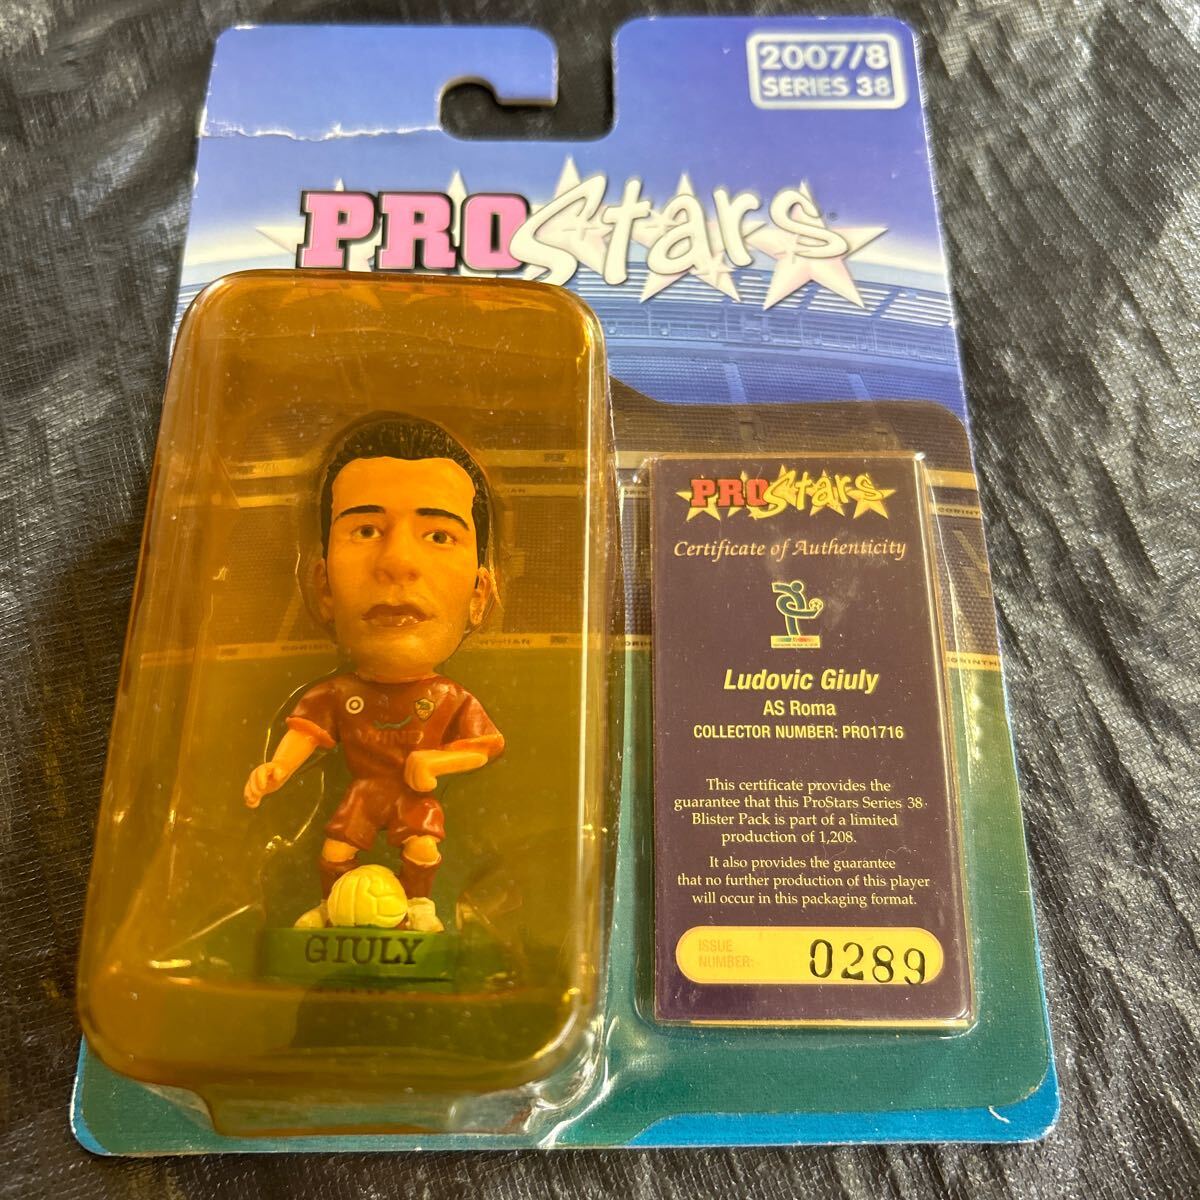 2007/8
SERIES 38
PROStars
PROStars
Certificate of Authenticity
Ludovic Giuly
AS Roma
COLLECTOR NUMBER: PRO1716
This certificate provides the
guarantee that this ProStars Series 38
Blister Pack is part of a limited
production of 1,208.
It also provides the guarantee
that no further production of this player
will occur in this packaging format.
ISSUE
NUMBER:
0289
WIND
GIULY